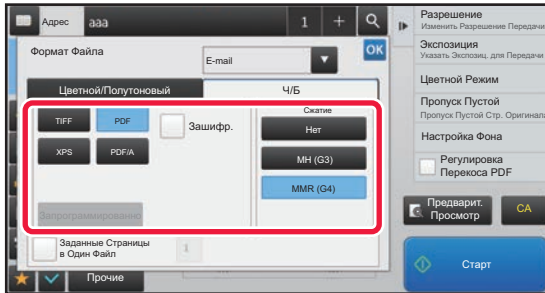 Адрес
aaa
1
+
Формат Файла
E-mail
OK
Цветной/Полутоновый
Ч/Б
TIFF
PDF
Зашифр.
XPS
PDF/A
Запрограммированно
Сжатие
Нет
MH (G3)
MMR (G4)
Заданные Страницы
в Один Файл
1
Прочие
Разрешение
Изменить Разрешение Передачи
Экспозиция
Указать Экспозиц. для Передачи
Цветной Режим
Пропуск Пустой
Пропуск Пустой Стр. Оригинала
Настройка Фона
Регулировка
Перекоса PDF
Предварит.
Просмотр
CA
Старт